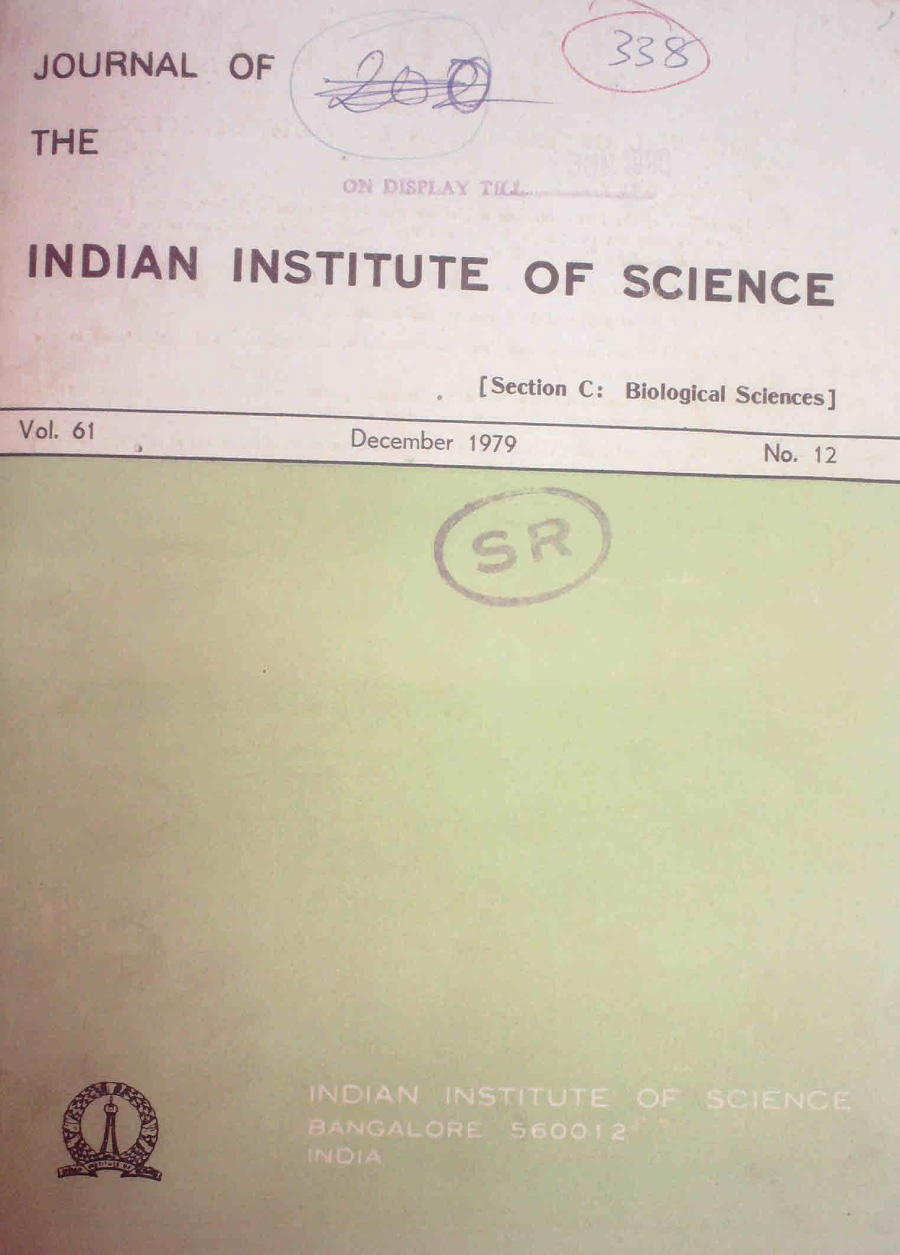 JOURNAL OF
200
338
THE
ON DISPLAY TILL
INDIAN INSTITUTE OF SCIENCE
[Section C: Biological Sciences]
Vol. 61 December 1979 No. 12
SR
INDIAN INSTITUTE OF SCIENCE
BANGALORE 560012
INDIA